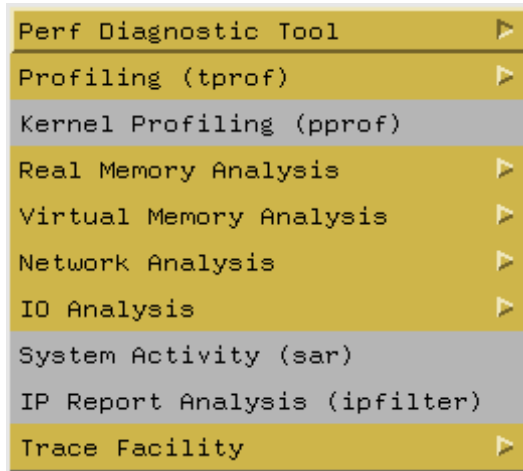 Perf Diagnostic Tool
Profiling (tprof)
Kernel Profiling (pprof)
Real Memory Analysis
Virtual Memory Analysis
Network Analysis
IO Analysis
System Activity (sar)
IP Report Analysis (ipfilter)
Trace Facility